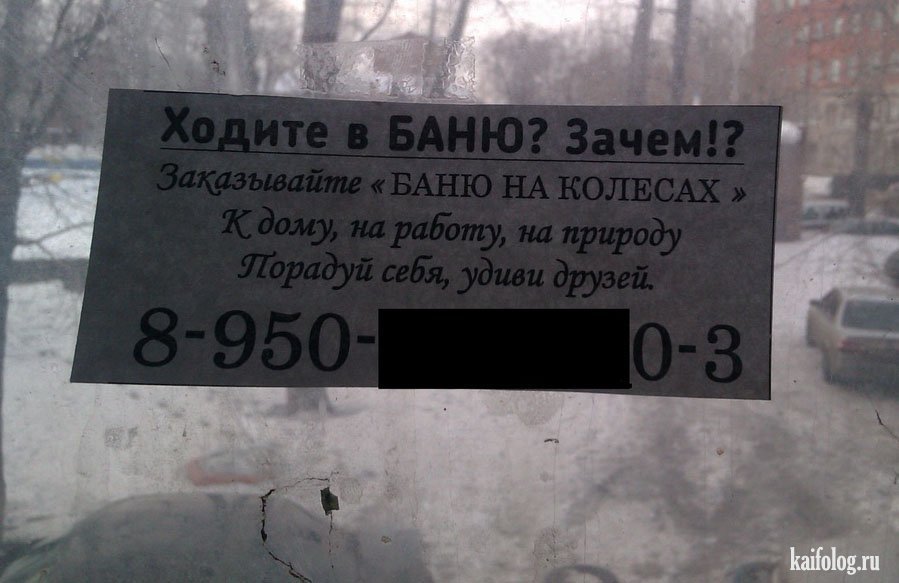 Ходите в БАНЮ? Зачем!?
Заказывайте « БАНЮ НА КОЛЕСАХ »
К дому, на работу, на природу
Порадуй себя, удиви друзей.
8-950- 0-3
kaifolog.ru